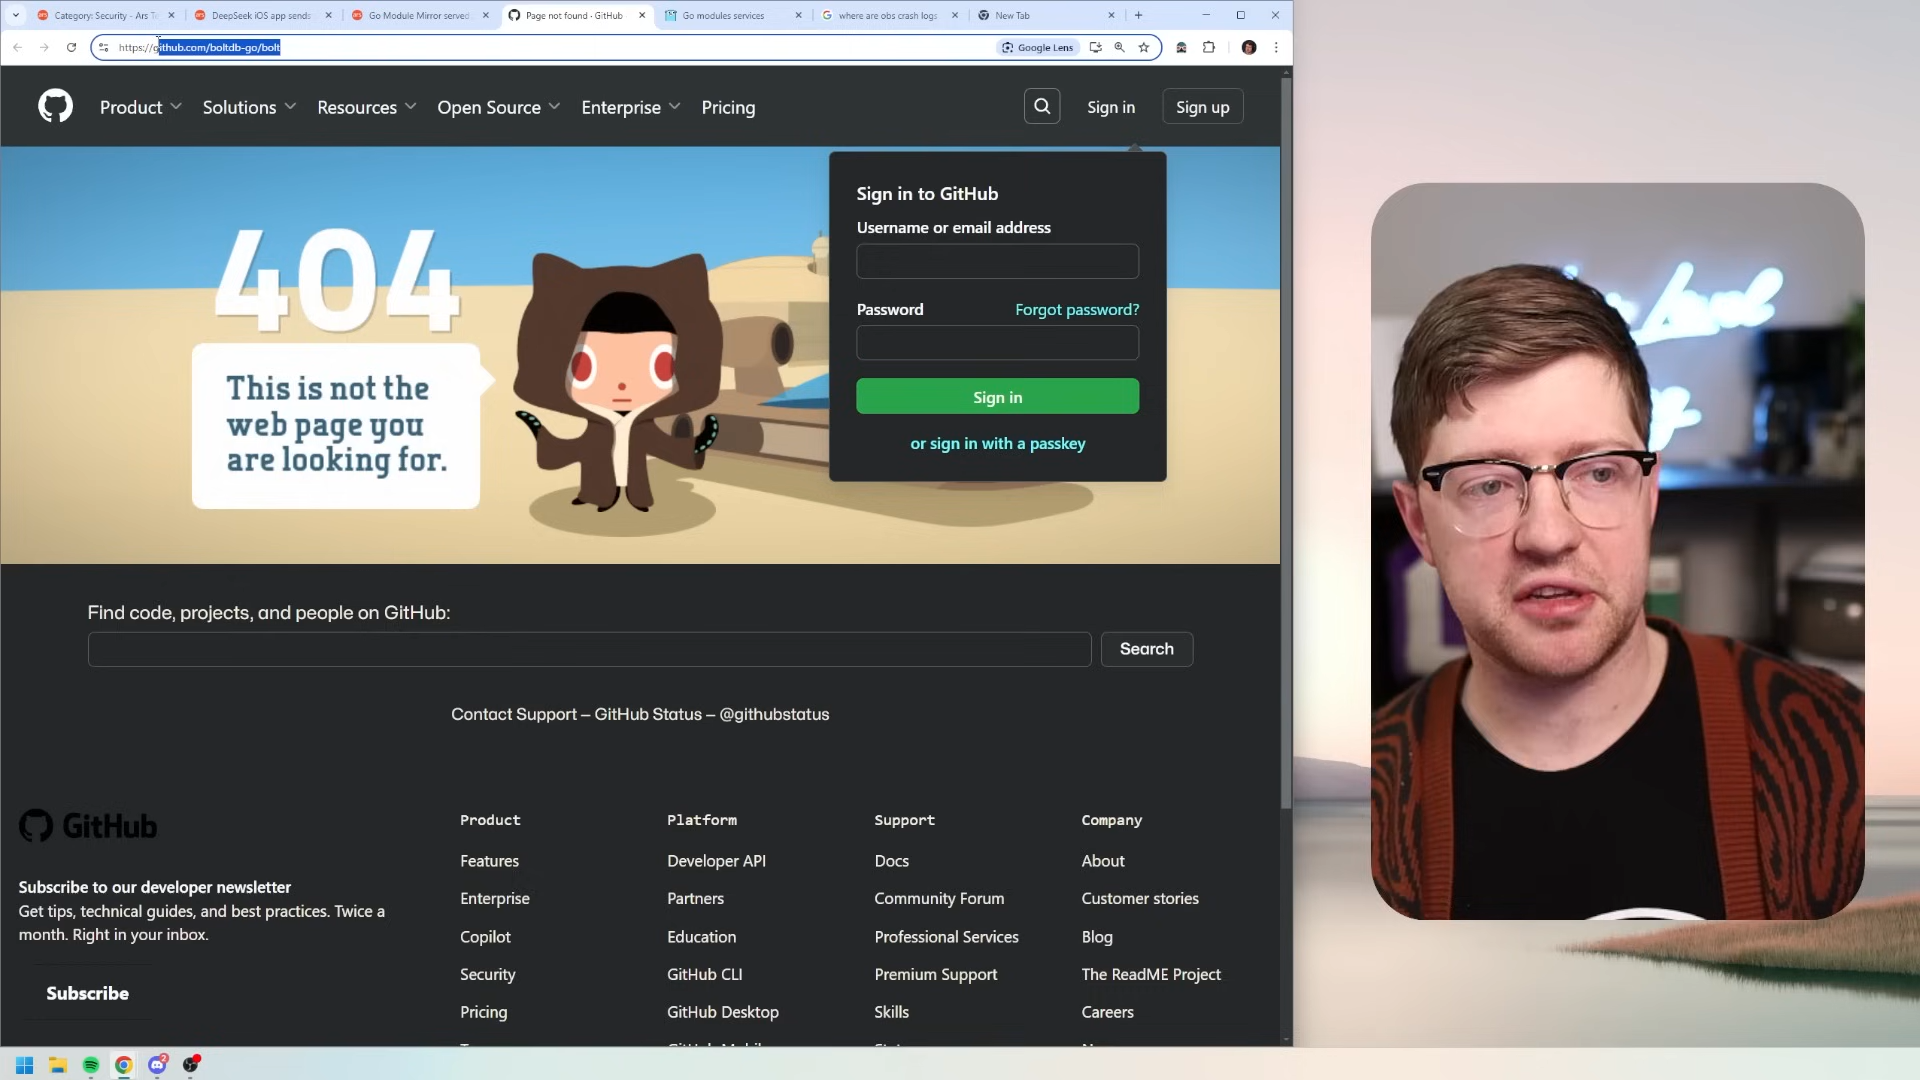 Category: Security - Ars T
DeepSeek iOS app sends
Go Module Mirror served
Page not found · GitHub
Go modules services
where are obs crash logs
New Tab
https://github.com/boltdb-go/bolt
Google Lens
Product
Solutions
Resources
Open Source
Enterprise
Pricing
Sign in
Sign up
404
This is not the
web page you
are looking for.
Sign in to GitHub
Username or email address
Password
Forgot password?
Sign in
or sign in with a passkey
Find code, projects, and people on GitHub:
Search
Contact Support — GitHub Status — @githubstatus
GitHub
Subscribe to our developer newsletter
Get tips, technical guides, and best practices. Twice a
month. Right in your inbox.
Subscribe
Product
Features
Enterprise
Copilot
Security
Pricing
Platform
Developer API
Partners
Education
GitHub CLI
GitHub Desktop
Support
Docs
Community Forum
Professional Services
Premium Support
Skills
Company
About
Customer stories
Blog
The ReadME Project
Careers
2